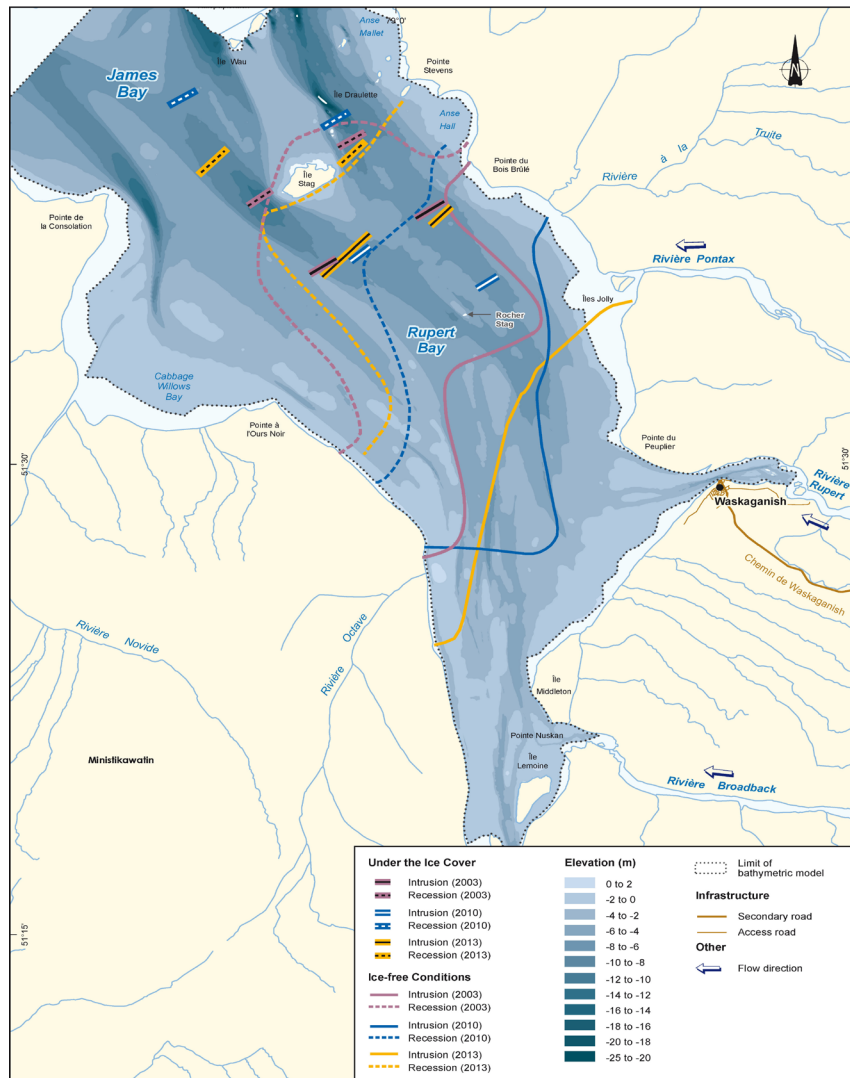 79°0'
Anse
Mallet
Île Wau
James
Bay
Pointe
Stevens
Île Draulette
N
Anse
Hall
Truite
à la
Rivière
Pointe du
Bois Brûlé
Île
Stag
Pointe de
la Consolation
Rivière Pontax
Îles Jolly
Rocher
Stag
Rupert
Bay
Cabbage
Willows
Bay
Pointe à
l'Ours Noir
Pointe du
Peuplier
51°30'
51°30'
Rivière
Rupert
Waskaganish
Chemin de Waskaganish
Rivière Novide
Rivière Octave
Île
Middleton
Pointe Nuskan
Île
Lemoine
Ministikawatin
Rivière Broadback
51°15'
Under the Ice Cover
Intrusion (2003)
Recession (2003)
Intrusion (2010)
Recession (2010)
Intrusion (2013)
Recession (2013)
Ice-free Conditions
Intrusion (2003)
Recession (2003)
Intrusion (2010)
Recession (2010)
Intrusion (2013)
Recession (2013)
Elevation (m)
0 to 2
-2 to 0
-4 to -2
-6 to -4
-8 to -6
-10 to -8
-12 to -10
-14 to -12
-16 to -14
-18 to -16
-20 to -18
-25 to -20
Limit of
bathymetric model
Infrastructure
Secondary road
Access road
Other
Flow direction